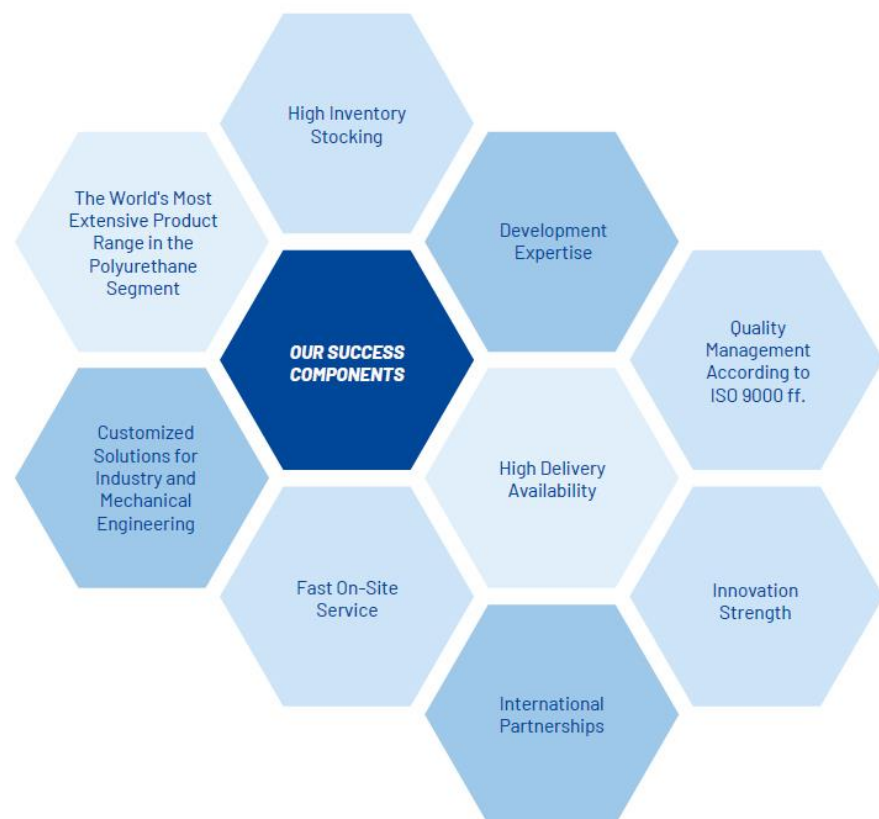 High Inventory
Stocking
The World's Most
Extensive Product
Range in the
Polyurethane
Segment
Development
Expertise
OUR SUCCESS
COMPONENTS
Quality
Management
According to
ISO 9000 ff.
Customized
Solutions for
Industry and
Mechanical
Engineering
High Delivery
Availability
Fast On-Site
Service
Innovation
Strength
International
Partnerships